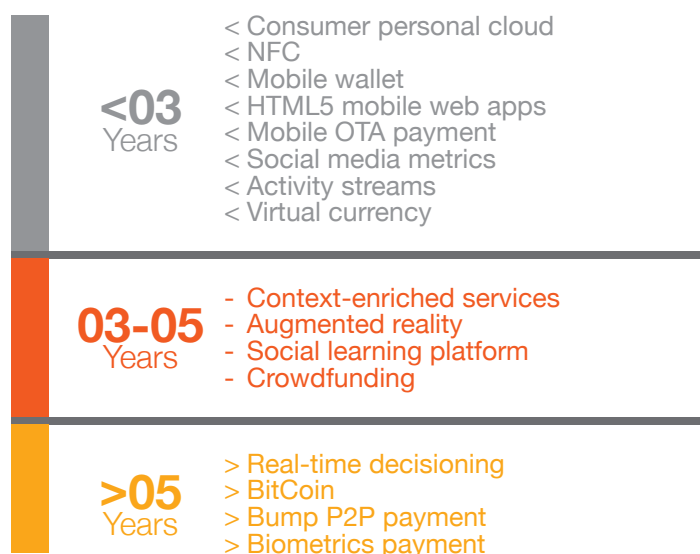 <03
Years
< Consumer personal cloud
< NFC
< Mobile wallet
< HTML5 mobile web apps
< Mobile OTA payment
< Social media metrics
< Activity streams
< Virtual currency
03-05
Years
- Context-enriched services
- Augmented reality
- Social learning platform
- Crowdfunding
>05
Years
> Real-time decisioning
> BitCoin
> Bump P2P payment
> Biometrics payment